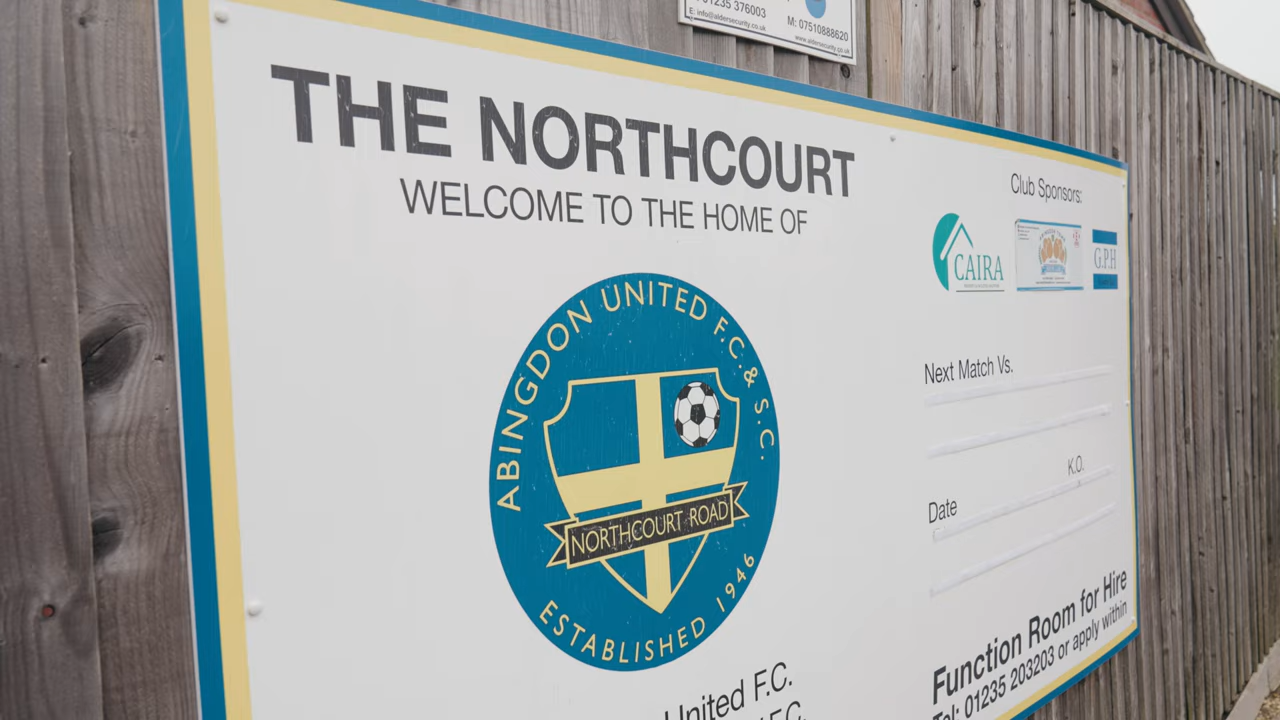 01235 376003
E: info@aldersecurity.co.uk
M: 07510888620
www.aldersecurity.co.uk
THE NORTHCOURT
WELCOME TO THE HOME OF
ABINGDON UNITED F.C. & S.C.
NORTHCOURT ROAD
ESTABLISHED 1946
United F.C.
F.C.
Club Sponsors:
CAIRA
G.P.H
Next Match Vs.
K.O.
Date
Function Room for Hire
Tel: 01235 203203 or apply within